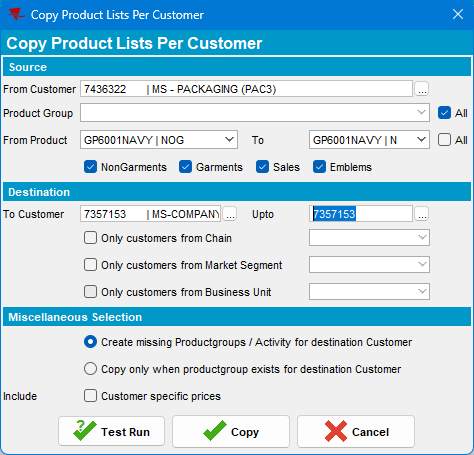 Copy Product Lists Per Customer
Copy Product Lists Per Customer
Source
From Customer 7436322 | MS - PACKAGING (PAC3) ...
Product Group All
From Product GP6001NAVY | NOG To GP6001NAVY | N All
NonGarments Garments Sales Emblems
Destination
To Customer 7357153 | MS-COMPANY ... Upto 7357153 ...
Only customers from Chain
Only customers from Market Segment
Only customers from Business Unit
Miscellaneous Selection
Create missing Productgroups / Activity for destination Customer
Copy only when productgroup exists for destination Customer
Include Customer specific prices
Test Run Copy Cancel